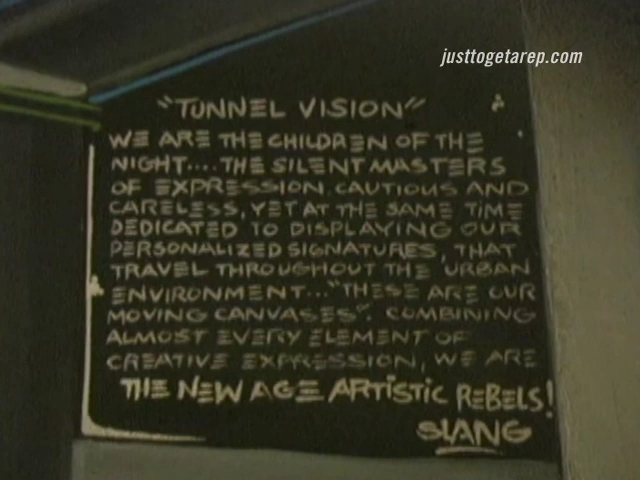 justtogetarep.com
"TUNNEL VISION"
WE ARE THE CHILDREN OF THE
NIGHT....THE SILENT MASTERS
OF EXPRESSION, CAUTIOUS AND
CARELESS, YET AT THE SAME TIME
DEDICATED TO DISPLAYING OUR
PERSONALIZED SIGNATURES, THAT
TRAVEL THROUGHOUT THE URBAN
ENVIRONMENT..."THESE ARE OUR
MOVING CANVASES". COMBINING
ALMOST EVERY ELEMENT OF
CREATIVE EXPRESSION, WE ARE
THE NEW AGE ARTISTIC REBELS!
SLANG